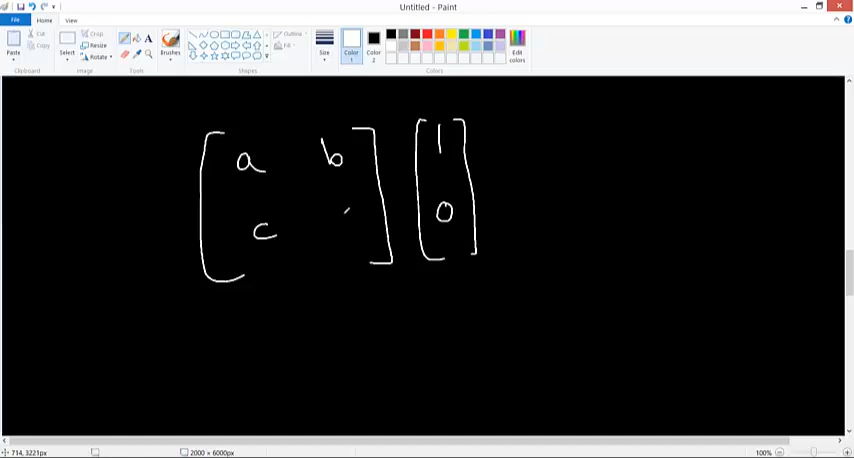 Untitled - Paint
File Home View
Paste Cut Copy Clipboard
Select Crop Resize Rotate Image
A Tools
Brushes
Outline Fill Shapes
Size
Color 1 Color 2 Edit colors Colors
a b 1
c 0
714, 3221px 2000 × 6000px 100%